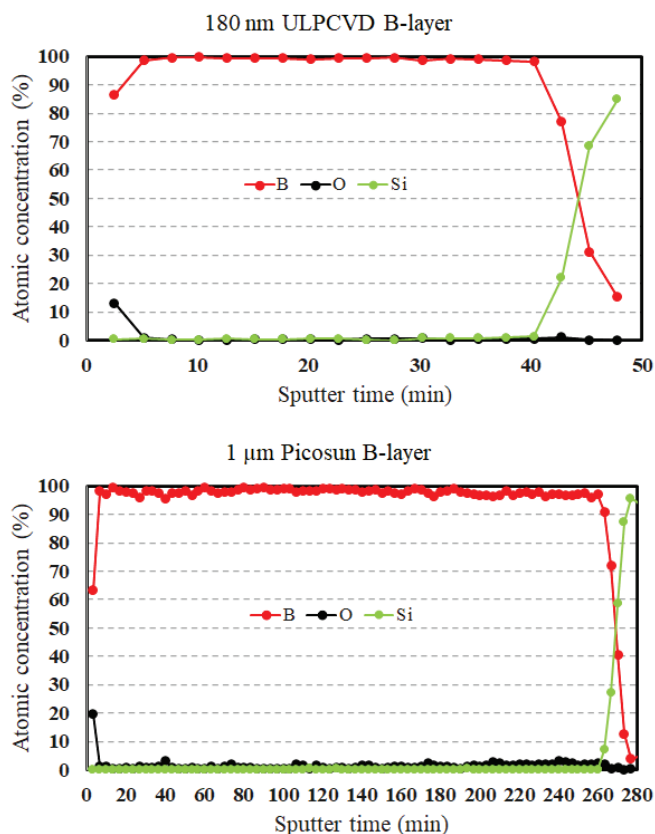 180 nm ULPCVD B-layer
Atomic concentration (%)
100
90
80
70
60
50
40
30
20
10
0
B O Si
0 10 20 30 40 50
Sputter time (min)
1 µm Picosun B-layer
Atomic concentration (%)
100
90
80
70
60
50
40
30
20
10
0
B O Si
0 20 40 60 80 100 120 140 160 180 200 220 240 260 280
Sputter time (min)